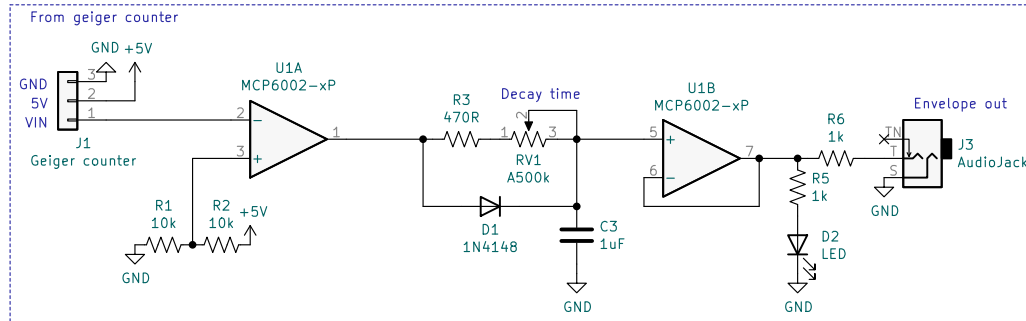 From geiger counter
GND +5V
GND 3
5V 2
VIN 1
J1
Geiger counter
U1A
MCP6002-xP
2
3
1
R1
10k
R2
10k
+5V
GND
R3
470R
Decay time
1 2 3
RV1
A500k
D1
1N4148
C3
1uF
GND
U1B
MCP6002-xP
5
6
7
R6
1k
R5
1k
D2
LED
GND
Envelope out
TN
T
S
J3
AudioJack
GND